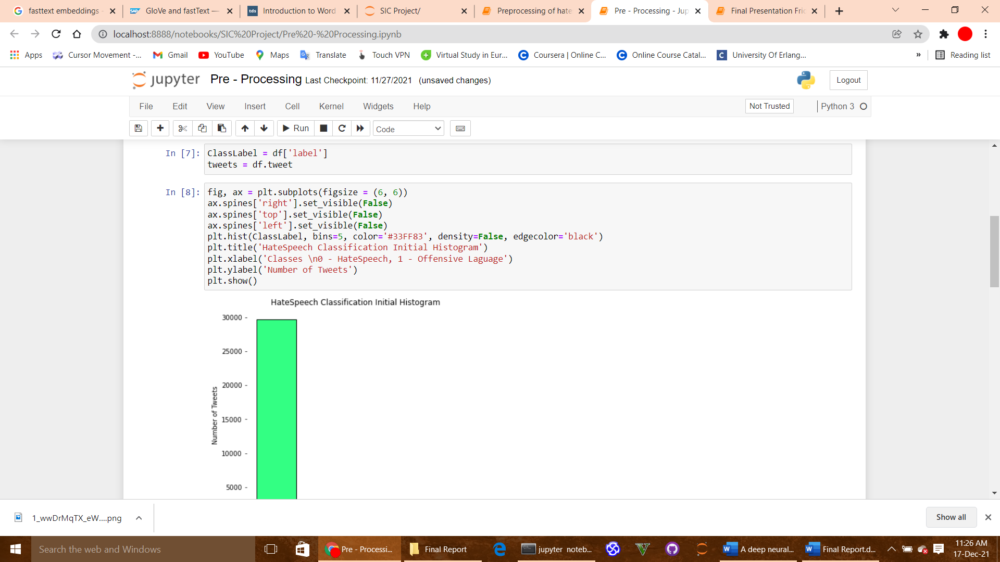 fasttext embeddings
GloVe and fastText —
tds Introduction to Word
SIC Project/
Preprocessing of hate
Pre - Processing - Jup
Final Presentation Fric
localhost:8888/notebooks/SIC%20Project/Pre%20-%20Processing.ipynb
Apps
Cursor Movement -...
Gmail
YouTube
Maps
Translate
Touch VPN
Virtual Study in Eur...
Coursera | Online C...
Online Course Catal...
University Of Erlang...
»
Reading list
jupyter Pre - Processing Last Checkpoint: 11/27/2021 (unsaved changes)
Logout
File Edit View Insert Cell Kernel Widgets Help
Not Trusted
Python 3
Run
Code
In [7]: ClassLabel = df['label']
tweets = df.tweet
In [8]: fig, ax = plt.subplots(figsize = (6, 6))
ax.spines['right'].set_visible(False)
ax.spines['top'].set_visible(False)
ax.spines['left'].set_visible(False)
plt.hist(ClassLabel, bins=5, color='#33FF83', density=False, edgecolor='black')
plt.title('HateSpeech Classification Initial Histogram')
plt.xlabel('Classes \n0 - HateSpeech, 1 - Offensive Laguage')
plt.ylabel('Number of Tweets')
plt.show()
HateSpeech Classification Initial Histogram
30000
25000
20000
15000
10000
5000
Number of Tweets
1_wwDrMqTX_eW....png
Show all
Search the web and Windows
Pre - Processi...
Final Report
jupyter noteb...
A deep neural...
Final Report.d...
11:26 AM
17-Dec-21